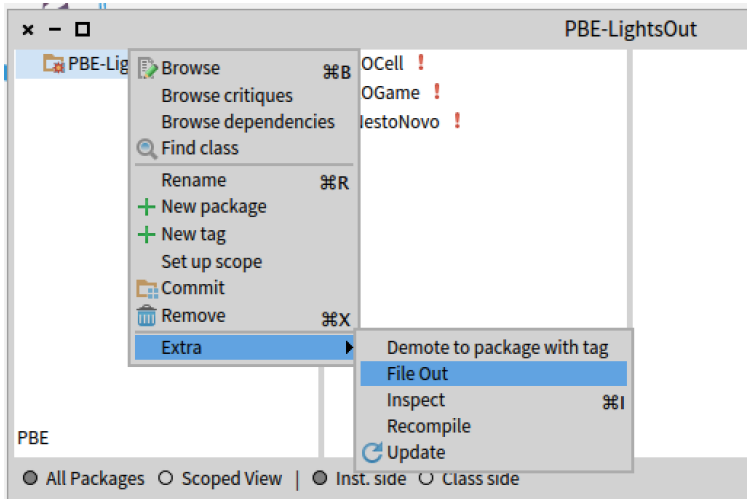 PBE-LightsOut
PBE-Lig
Browse ⌘B
OCell !
Browse critiques
OGame !
Browse dependencies
estoNovo !
Find class
Rename ⌘R
New package
New tag
Set up scope
Commit
Remove ⌘X
Extra
Demote to package with tag
File Out
Inspect ⌘I
Recompile
Update
PBE
All Packages Scoped View | Inst. side Class side